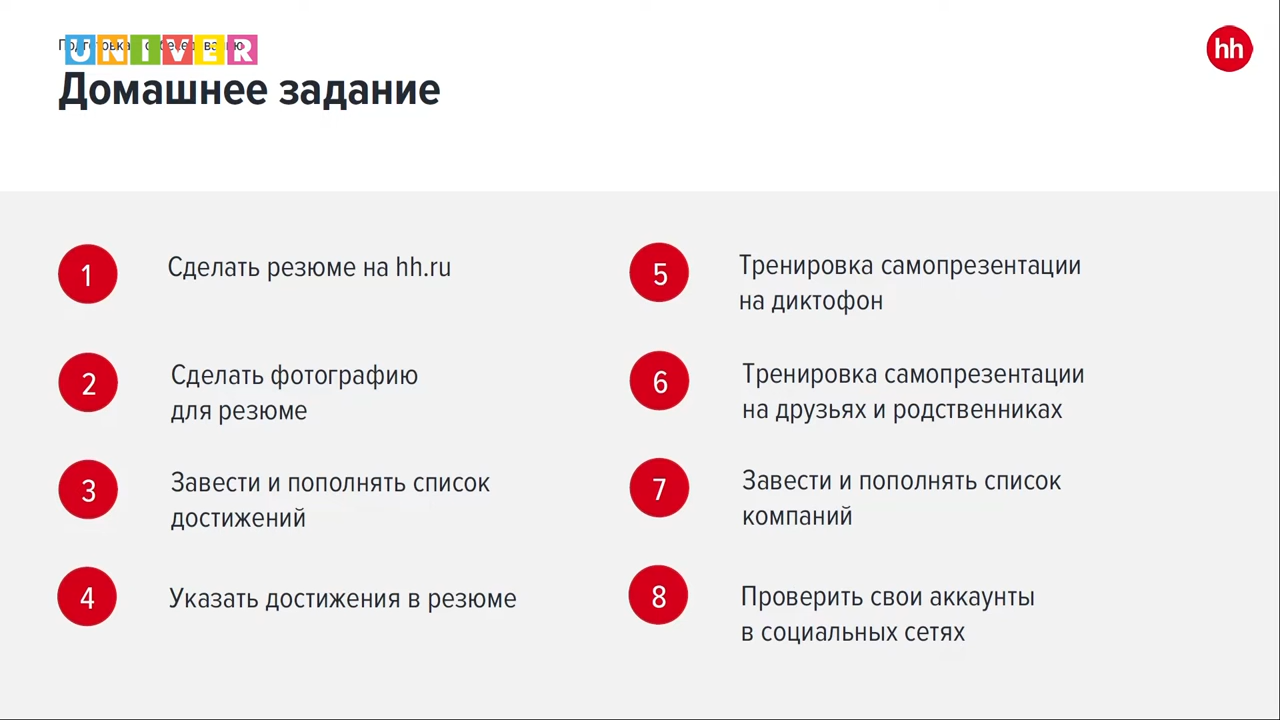 UNIVER
hh
Домашнее задание
1
Сделать резюме на hh.ru
2
Сделать фотографию
для резюме
3
Завести и пополнять список
достижений
4
Указать достижения в резюме
5
Тренировка самопрезентации
на диктофон
6
Тренировка самопрезентации
на друзьях и родственниках
7
Завести и пополнять список
компаний
8
Проверить свои аккаунты
в социальных сетях